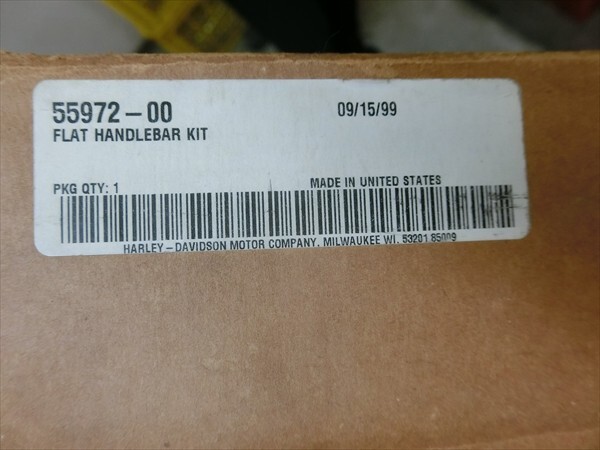 55972-00 09/15/99
FLAT HANDLEBAR KIT
PKG QTY: 1 MADE IN UNITED STATES
HARLEY-DAVIDSON MOTOR COMPANY. MILWAUKEE WI. 53201 85009